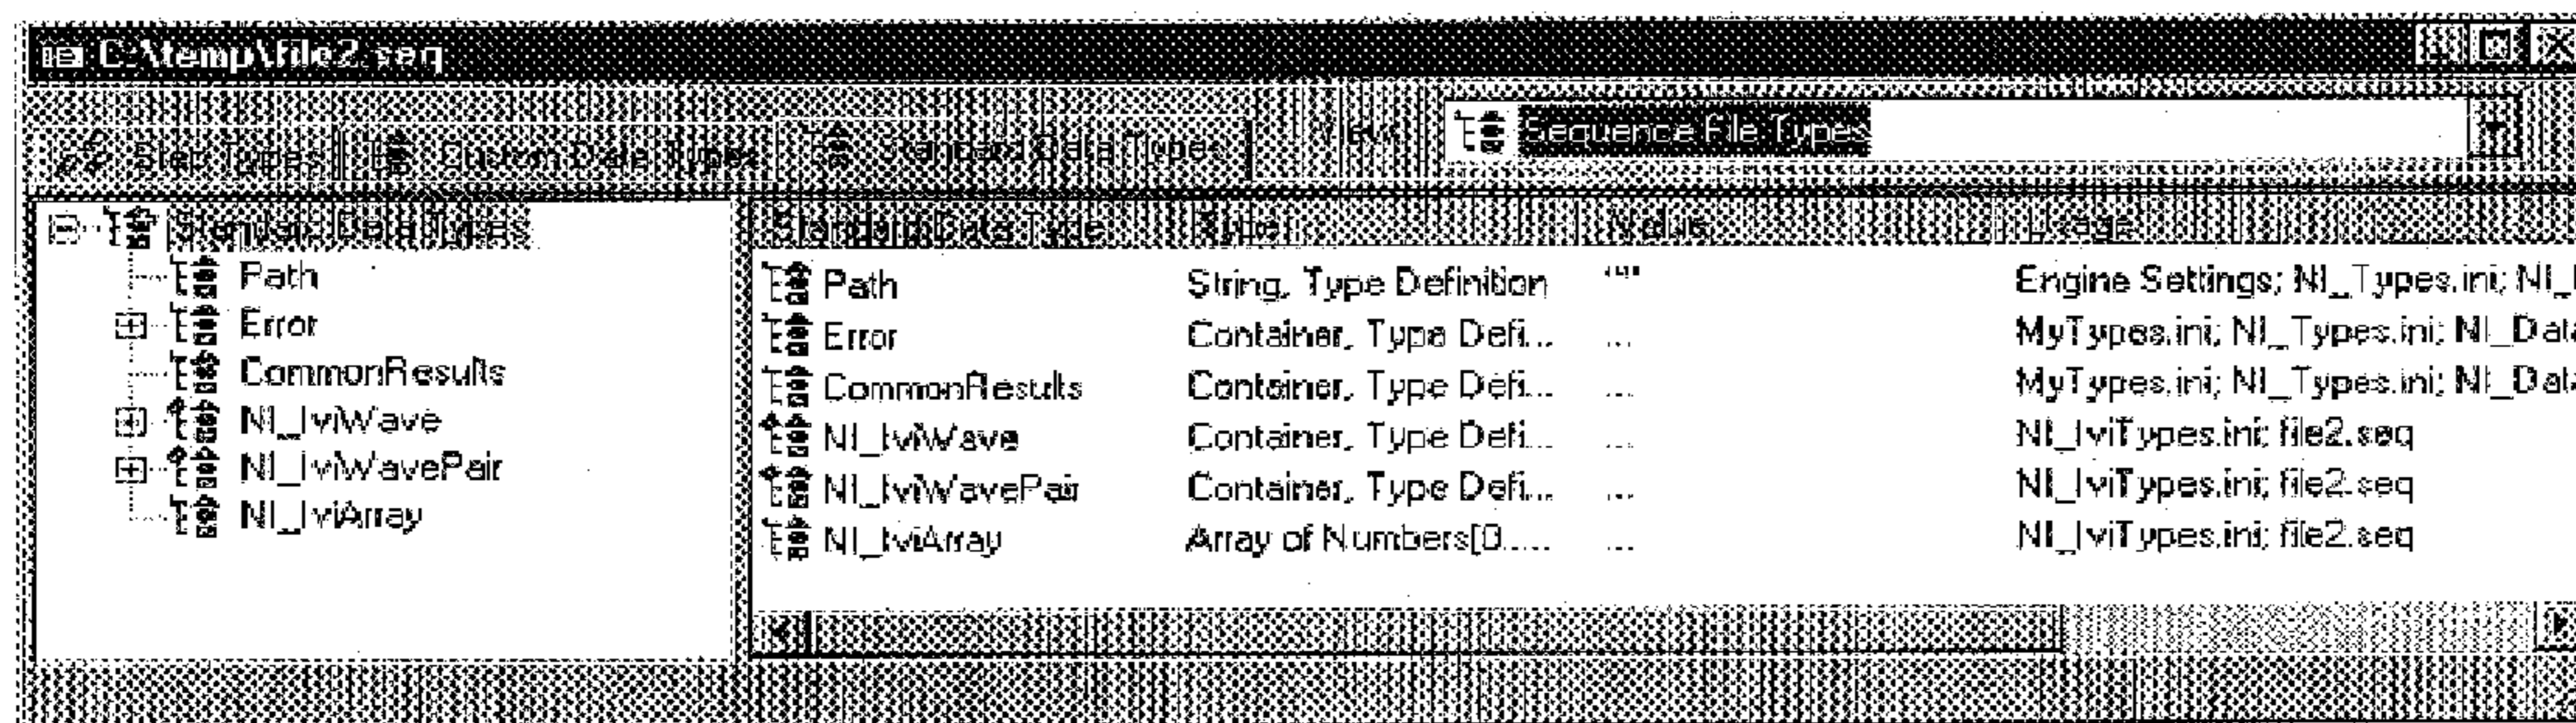 C:\temp\file2.seq
Step Types Custom Data Types Standard Data Types View Sequence File Types
Standard Data Types
Path
Error
CommonResults
NI_IviWave
NI_IviWavePair
NI_IviArray
Standard Data Type Value Usage
Path String, Type Definition "" Engine Settings; NI_Types.ini; NI_
Error Container, Type Defi... ... MyTypes.ini; NI_Types.ini; NI_Data
CommonResults Container, Type Defi... ... MyTypes.ini; NI_Types.ini; NI_Data
NI_IviWave Container, Type Defi... ... NI_IviTypes.ini; file2.seq
NI_IviWavePair Container, Type Defi... ... NI_IviTypes.ini; file2.seq
NI_IviArray Array of Numbers[0..... ... NI_IviTypes.ini; file2.seq